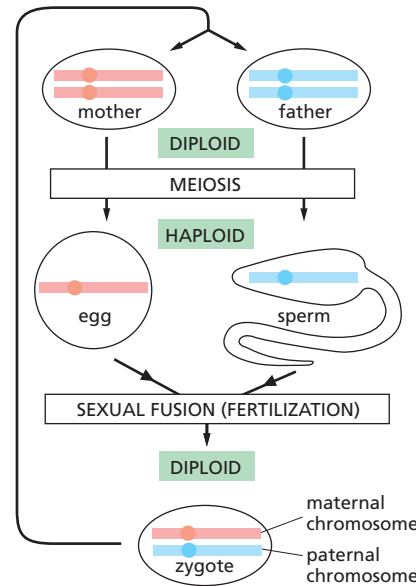 mother
father
DIPLOID
MEIOSIS
HAPLOID
egg
sperm
SEXUAL FUSION (FERTILIZATION)
DIPLOID
maternal
chromosome
paternal
chromosome
zygote